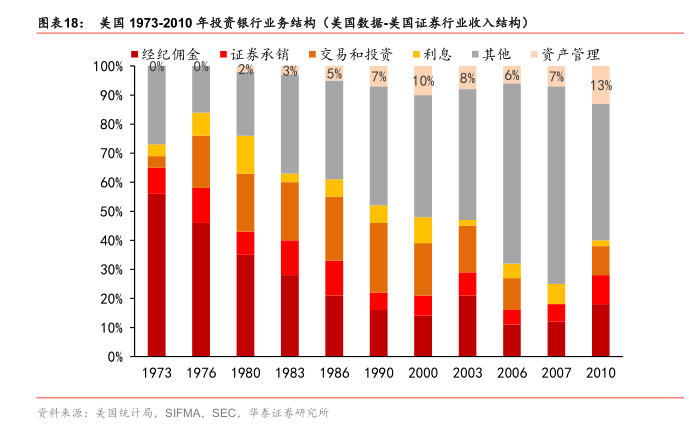 图表18： 美国 1973-2010 年投资银行业务结构（美国数据-美国证券行业收入结构）
经纪佣金 证券承销 交易和投资 利息 其他 资产管理
100% 0% 0% 2% 3% 5% 7% 10% 8% 6% 7% 13%
90%
80%
70%
60%
50%
40%
30%
20%
10%
0%
1973 1976 1980 1983 1986 1990 2000 2003 2006 2007 2010
资料来源：美国统计局，SIFMA，SEC，华泰证券研究所